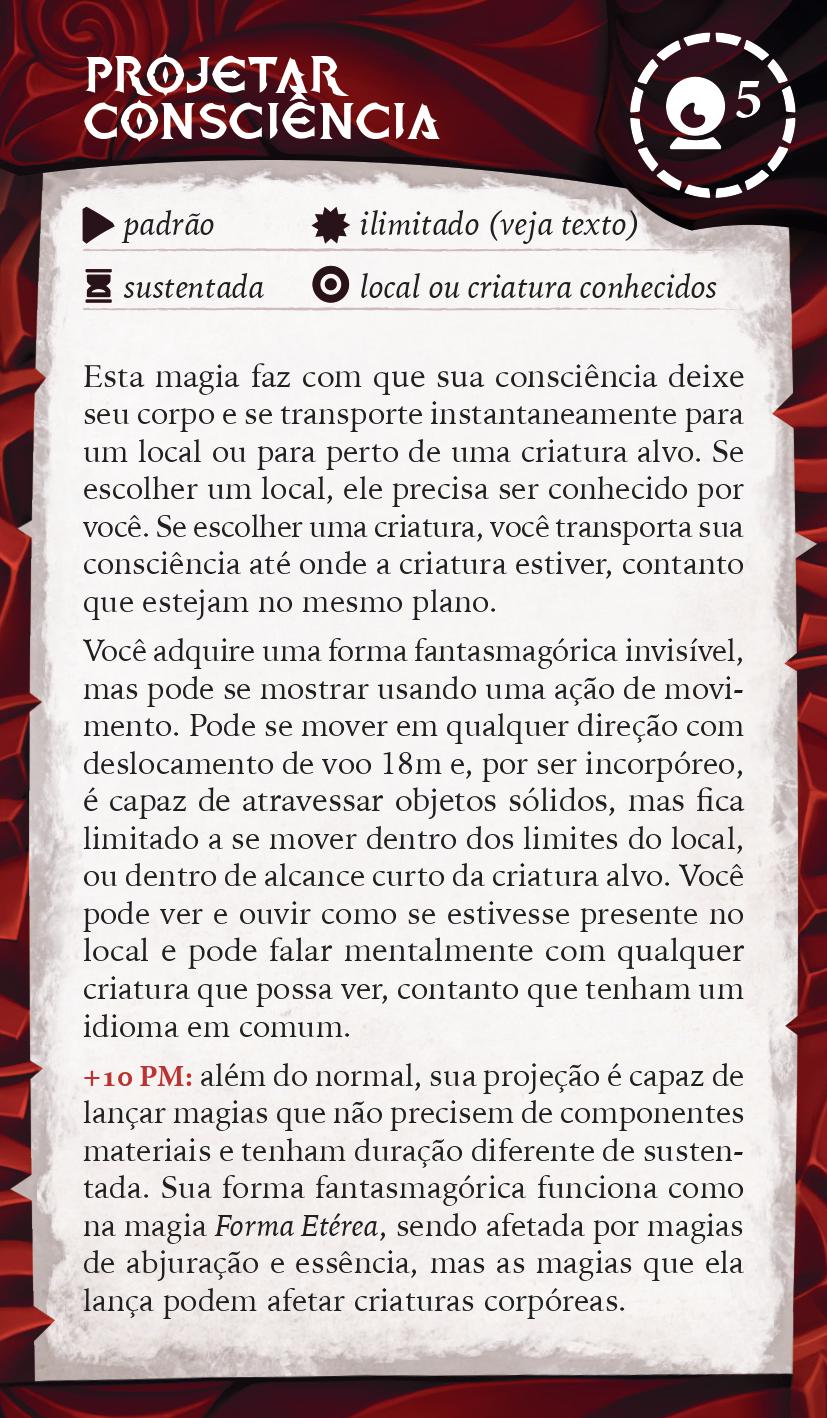 PROJETAR
CONSCIÊNCIA
5
padrão
ilimitado (veja texto)
sustentada
local ou criatura conhecidos
Esta magia faz com que sua consciência deixe
seu corpo e se transporte instantaneamente para
um local ou para perto de uma criatura alvo. Se
escolher um local, ele precisa ser conhecido por
você. Se escolher uma criatura, você transporta sua
consciência até onde a criatura estiver, contanto
que estejam no mesmo plano.
Você adquire uma forma fantasmagórica invisível,
mas pode se mostrar usando uma ação de movi-
mento. Pode se mover em qualquer direção com
deslocamento de voo 18m e, por ser incorpóreo,
é capaz de atravessar objetos sólidos, mas fica
limitado a se mover dentro dos limites do local,
ou dentro de alcance curto da criatura alvo. Você
pode ver e ouvir como se estivesse presente no
local e pode falar mentalmente com qualquer
criatura que possa ver, contanto que tenham um
idioma em comum.
+10 PM: além do normal, sua projeção é capaz de
lançar magias que não precisem de componentes
materiais e tenham duração diferente de susten-
tada. Sua forma fantasmagórica funciona como
na magia Forma Etérea, sendo afetada por magias
de abjuração e essência, mas as magias que ela
lança podem afetar criaturas corpóreas.